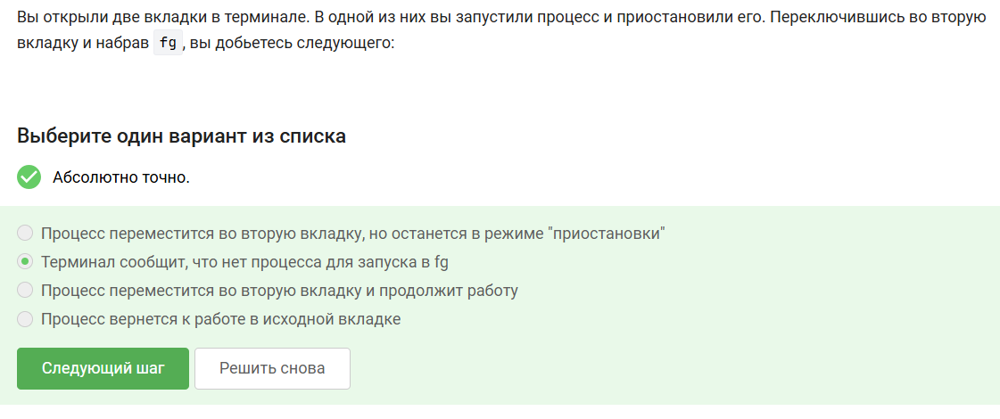 Вы открыли две вкладки в терминале. В одной из них вы запустили процесс и приостановили его. Переключившись во вторую
вкладку и набрав fg, вы добьетесь следующего:
Выберите один вариант из списка
Абсолютно точно.
Процесс переместится во вторую вкладку, но останется в режиме "приостановки"
Терминал сообщит, что нет процесса для запуска в fg
Процесс переместится во вторую вкладку и продолжит работу
Процесс вернется к работе в исходной вкладке
Следующий шаг Решить снова